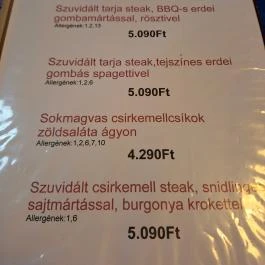 Szuvidált tarja steak, BBQ-s erdei
gombamártással, rösztivel
Allergének:1,2,13
5.090Ft
Szuvidált tarja steak,tejszínes erdei
gombás spagettivel
Allergének:1,2,6
5.090Ft
Sokmagvas csirkemellcsíkok
zöldsaláta ágyon
Allergének:1,2,6,7,10
4.290Ft
Szuvidált csirkemell steak, snidlinges
sajtmártással, burgonya krokettel
Allergének:1,6
5.090Ft